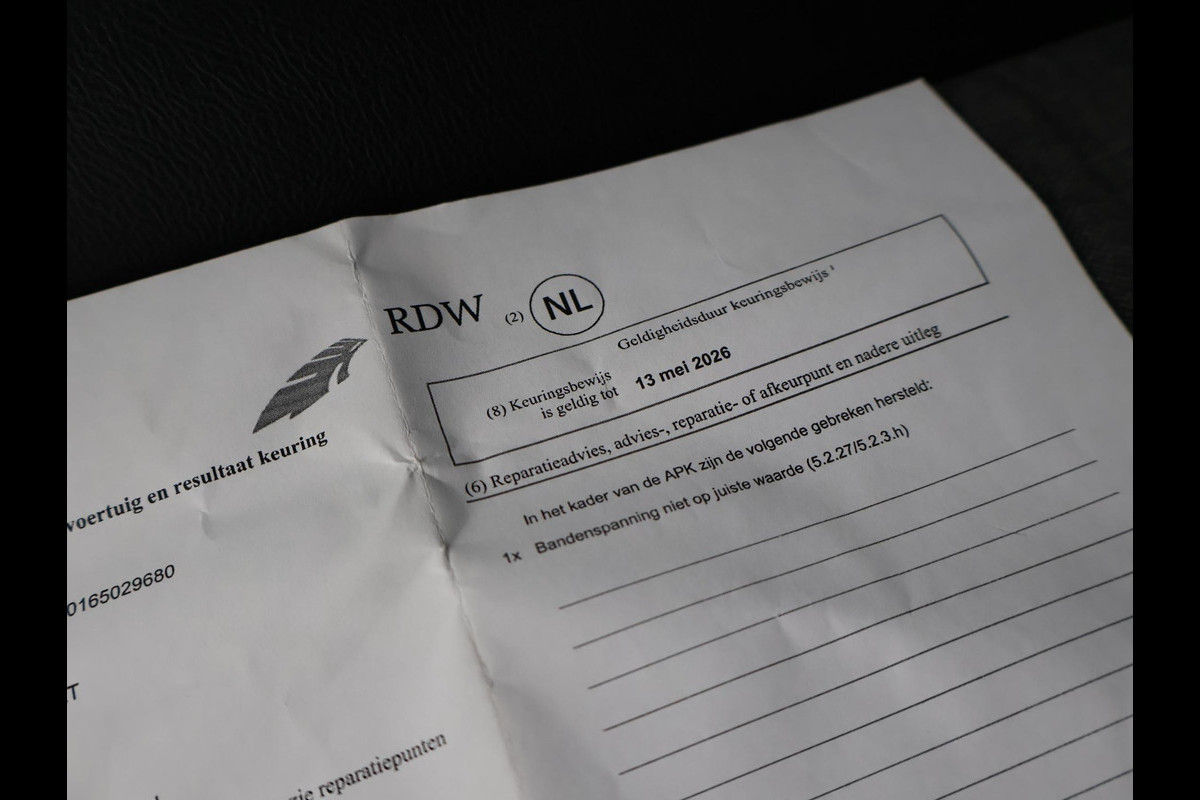 RDW (2) NL
Geldigheidsduur keuringsbewijs ¹
(8) Keuringsbewijs
is geldig tot 13 mei 2026
(6) Reparatieadvies, advies-, reparatie- of afkeurpunt en nadere uitleg
In het kader van de APK zijn de volgende gebreken hersteld:
1x Bandenspanning niet op juiste waarde (5.2.27/5.2.3.h)
voertuig en resultaat keuring
0165029680
T
reparatiepunten